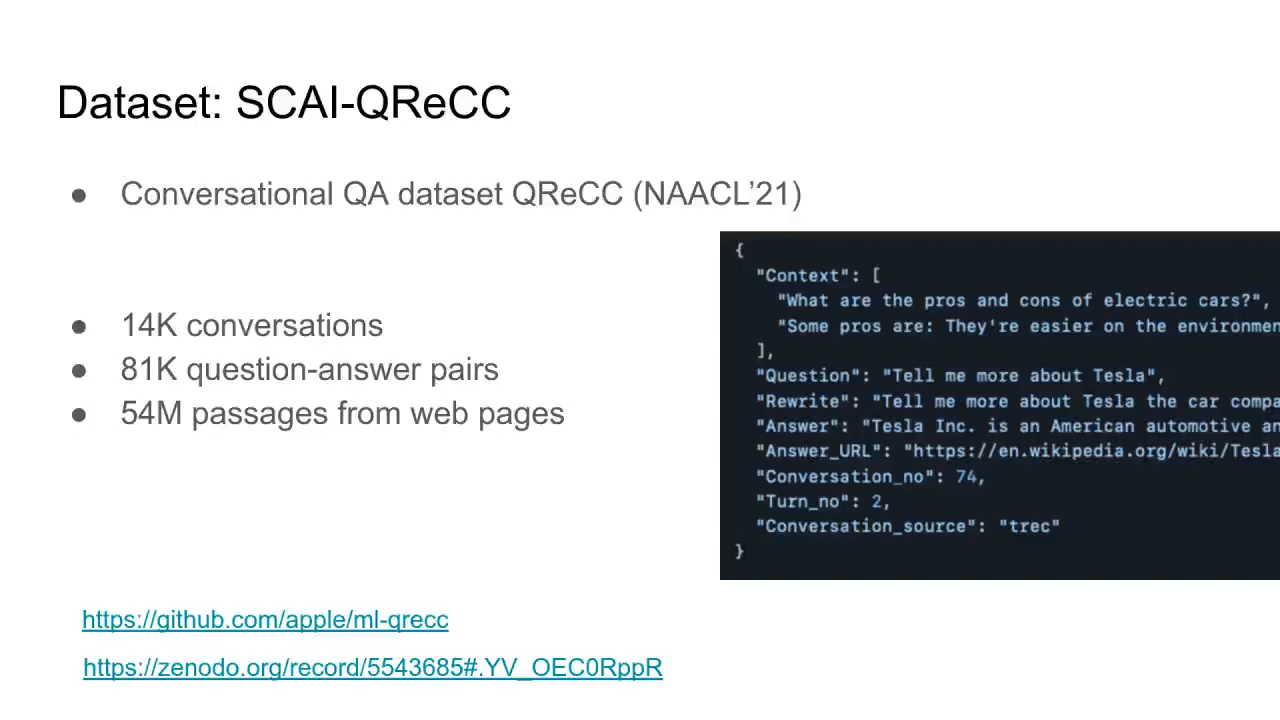 Dataset: SCAI-QReCC
● Conversational QA dataset QReCC (NAACL’21)
● 14K conversations
● 81K question-answer pairs
● 54M passages from web pages
{
"Context": [
"What are the pros and cons of electric cars?",
"Some pros are: They're easier on the
],
"Question": "Tell me more about Tesla",
"Rewrite": "Tell me more about Tesla the car
"Answer": "Tesla Inc. is an American automotive
"Answer_URL": "https://en.wikipedia.org/wiki/Tesla
"Conversation_no": 74,
"Turn_no": 2,
"Conversation_source": "trec"
}
https://github.com/apple/ml-qrecc
https://zenodo.org/record/5543685#.YV_OEC0RppR